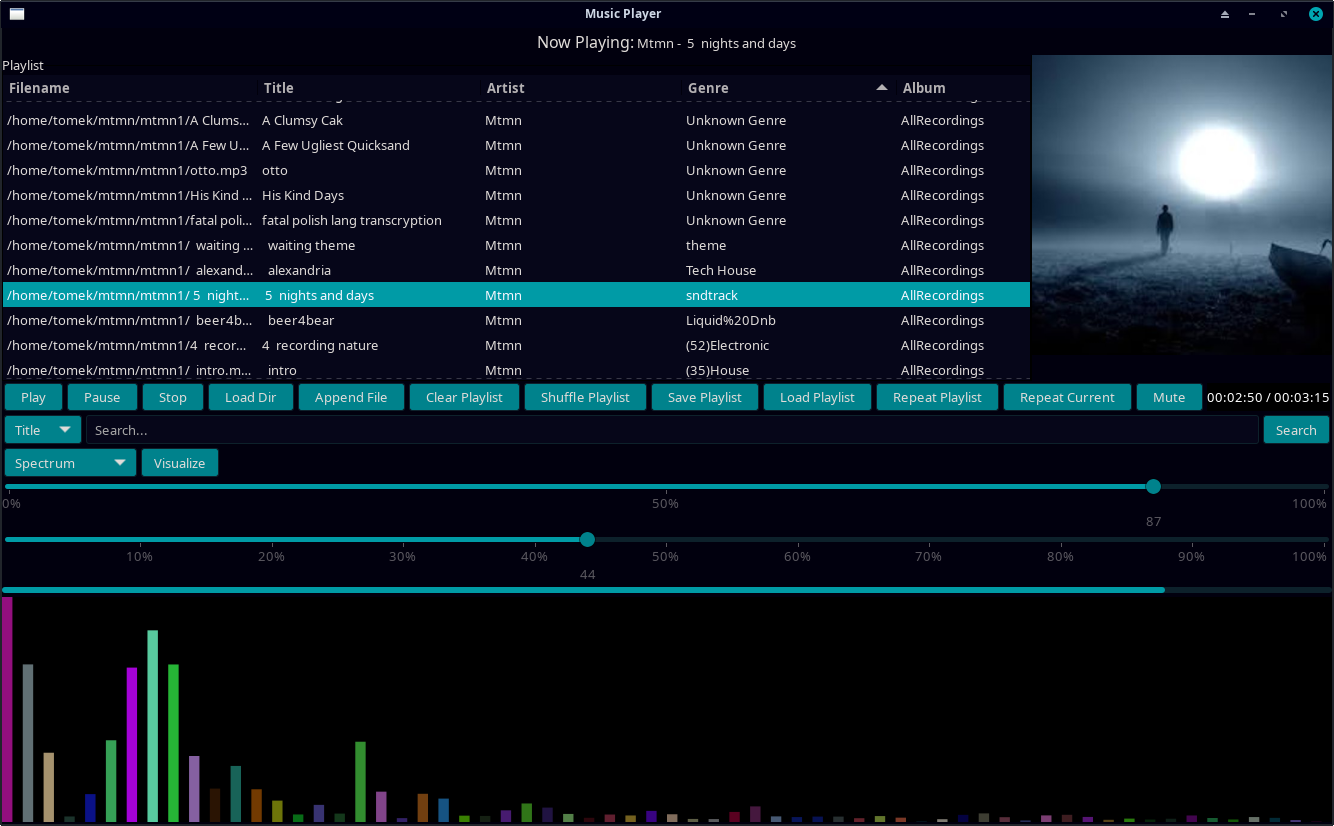 Music Player
Now Playing: Mtmn - 5 nights and days
Playlist
Filename Title Artist Genre Album
/home/tomek/mtmn/mtmn1/A Clums... A Clumsy Cak Mtmn Unknown Genre AllRecordings
/home/tomek/mtmn/mtmn1/A Few U... A Few Ugliest Quicksand Mtmn Unknown Genre AllRecordings
/home/tomek/mtmn/mtmn1/otto.mp3 otto Mtmn Unknown Genre AllRecordings
/home/tomek/mtmn/mtmn1/His Kind ... His Kind Days Mtmn Unknown Genre AllRecordings
/home/tomek/mtmn/mtmn1/fatal poli... fatal polish lang transcryption Mtmn Unknown Genre AllRecordings
/home/tomek/mtmn/mtmn1/ waiting ... waiting theme Mtmn theme AllRecordings
/home/tomek/mtmn/mtmn1/ alexand... alexandria Mtmn Tech House AllRecordings
/home/tomek/mtmn/mtmn1/ 5 night... 5 nights and days Mtmn sndtrack AllRecordings
/home/tomek/mtmn/mtmn1/ beer4b... beer4bear Mtmn Liquid%20Dnb AllRecordings
/home/tomek/mtmn/mtmn1/4 recor... 4 recording nature Mtmn (52)Electronic AllRecordings
/home/tomek/mtmn/mtmn1/ intro.m... intro Mtmn (35)House AllRecordings
Play Pause Stop Load Dir Append File Clear Playlist Shuffle Playlist Save Playlist Load Playlist Repeat Playlist Repeat Current Mute 00:02:50 / 00:03:15
Title Search... Search
Spectrum Visualize
0% 50% 100%
87
10% 20% 30% 40% 50% 60% 70% 80% 90% 100%
44